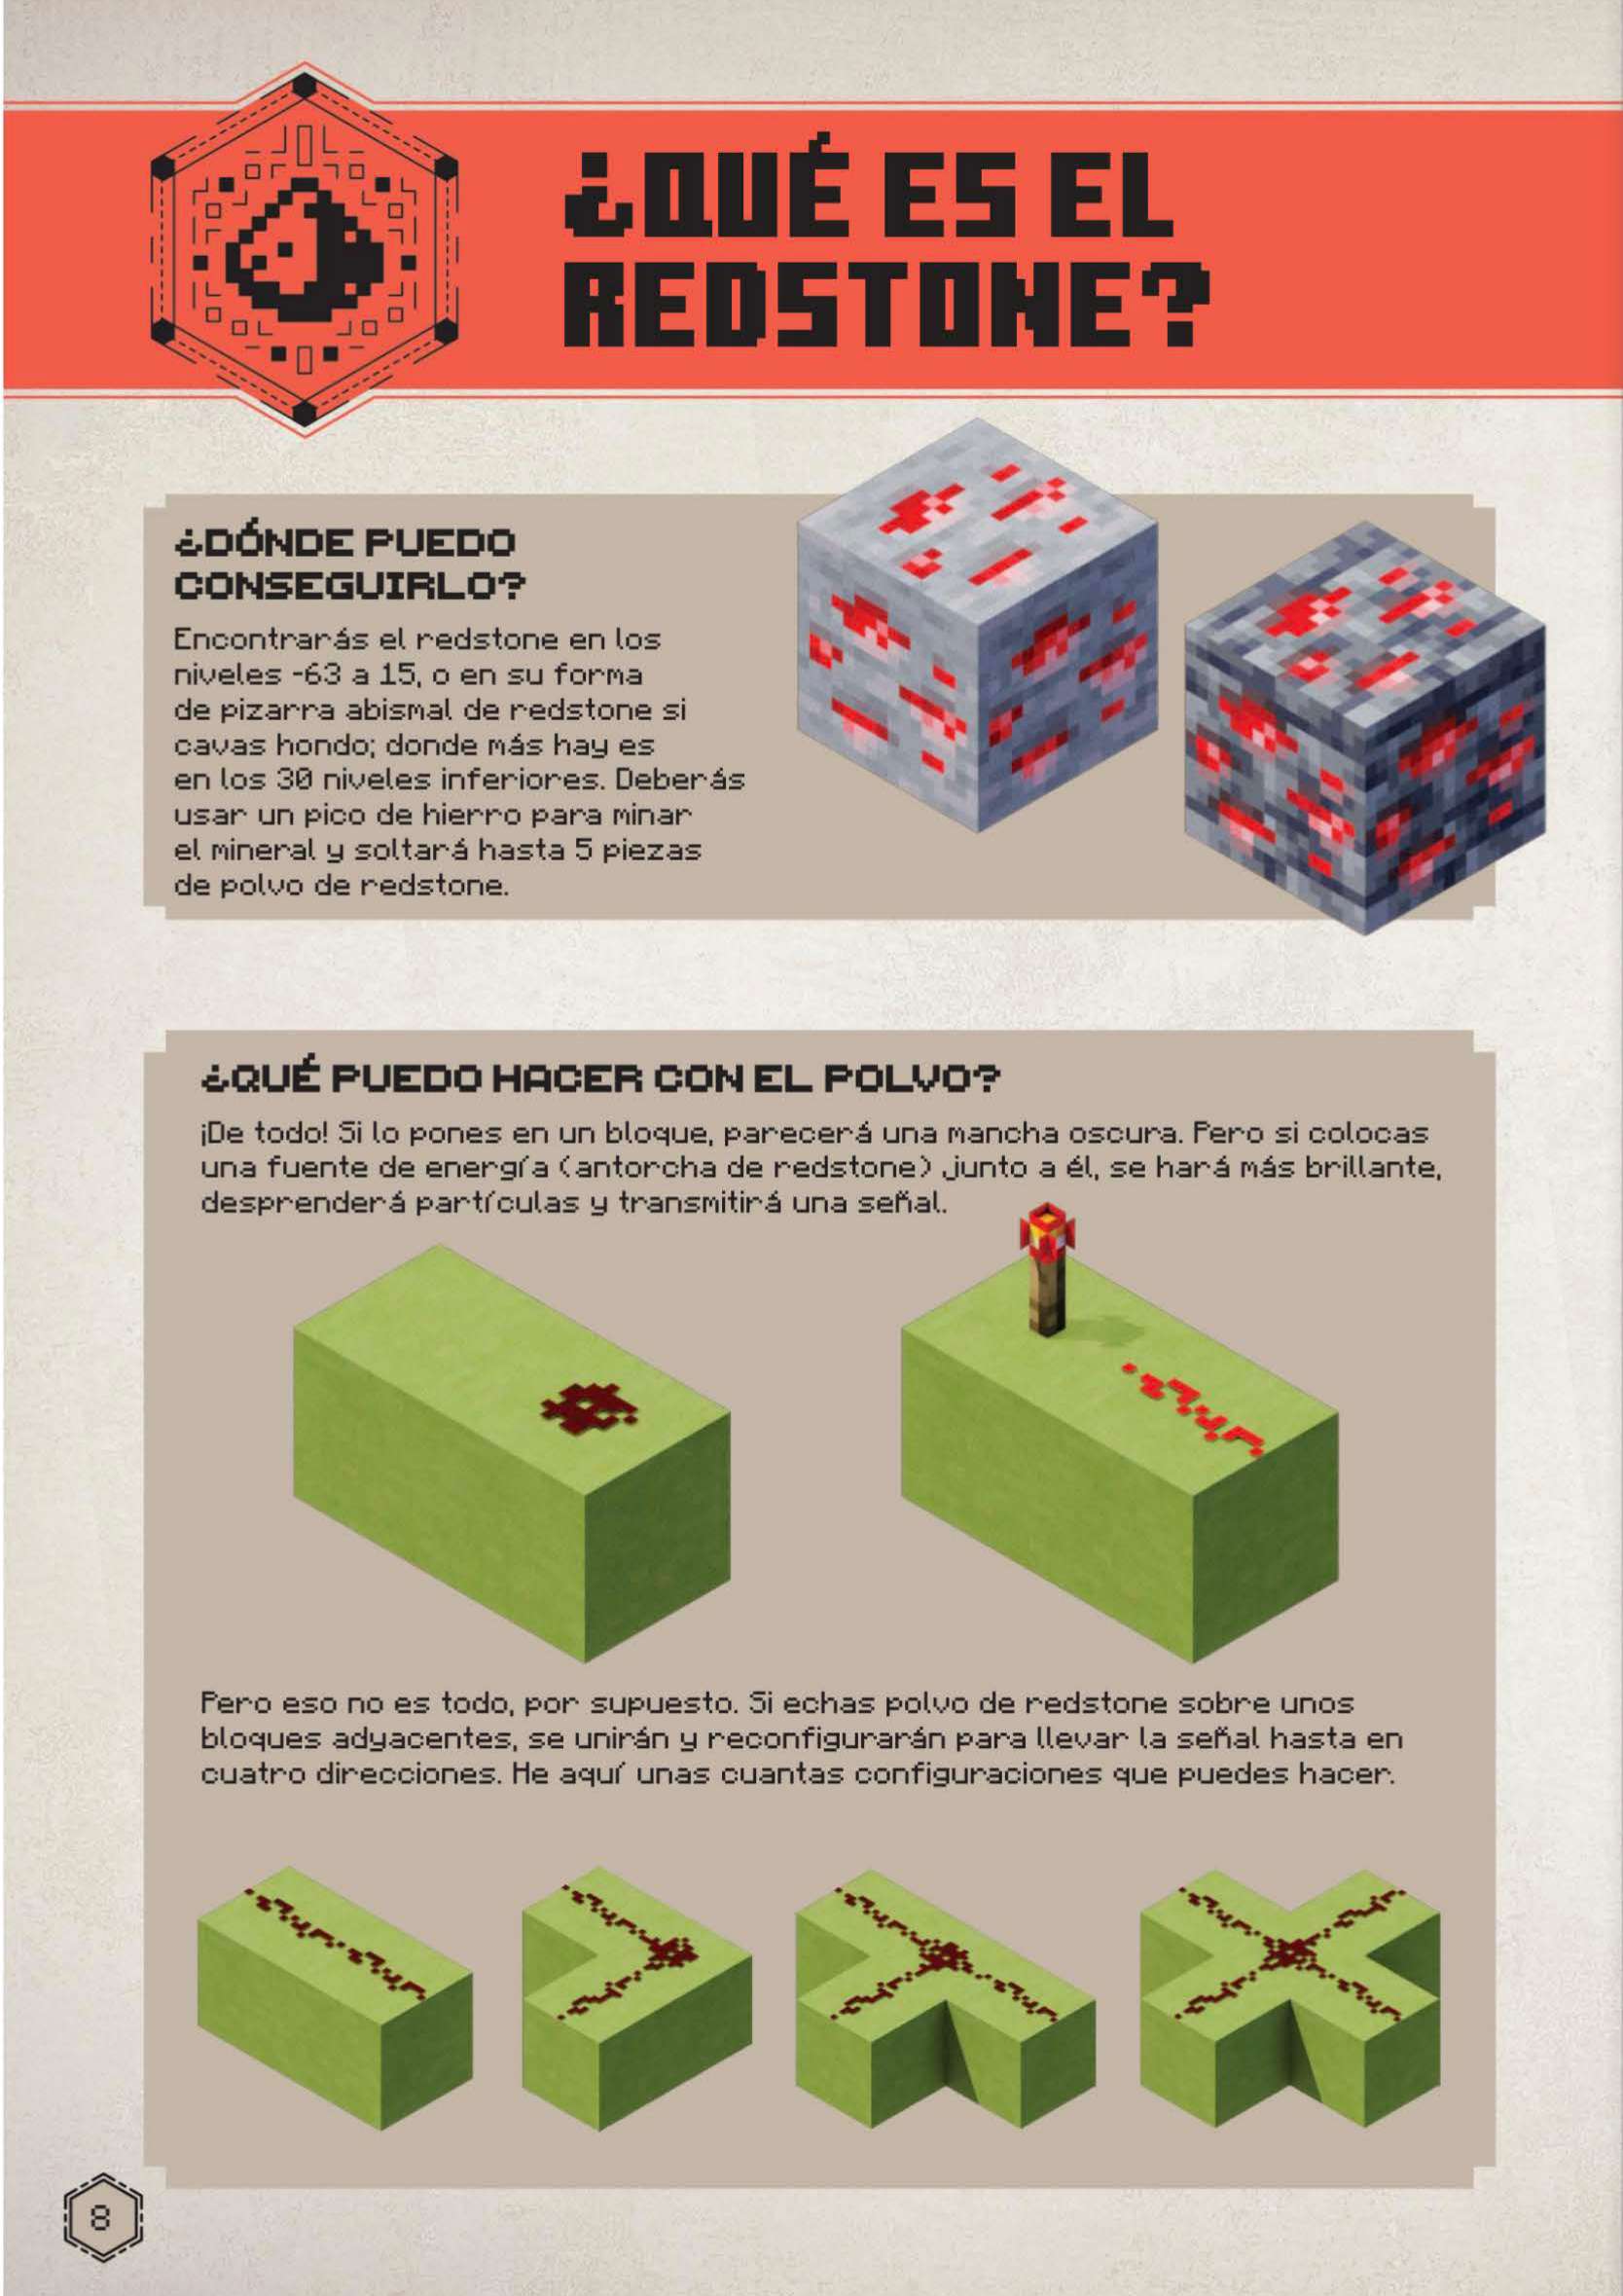 ¿QUÉ ES EL
REDSTONE?
¿DÓNDE PUEDO
CONSEGUIRLO?
Encontrarás el redstone en los
niveles -63 a 15, o en su forma
de pizarra abismal de redstone si
cavas hondo; donde más hay es
en los 30 niveles inferiores. Deberás
usar un pico de hierro para minar
el mineral y soltará hasta 5 piezas
de polvo de redstone.
¿QUÉ PUEDO HACER CON EL POLVO?
¡De todo! Si lo pones en un bloque, parecerá una mancha oscura. Pero si colocas
una fuente de energía (antorcha de redstone) junto a él, se hará más brillante,
desprenderá partículas y transmitirá una señal.
Pero eso no es todo, por supuesto. Si echas polvo de redstone sobre unos
bloques adyacentes, se unirán y reconfigurarán para llevar la señal hasta en
cuatro direcciones. He aquí unas cuantas configuraciones que puedes hacer.
8